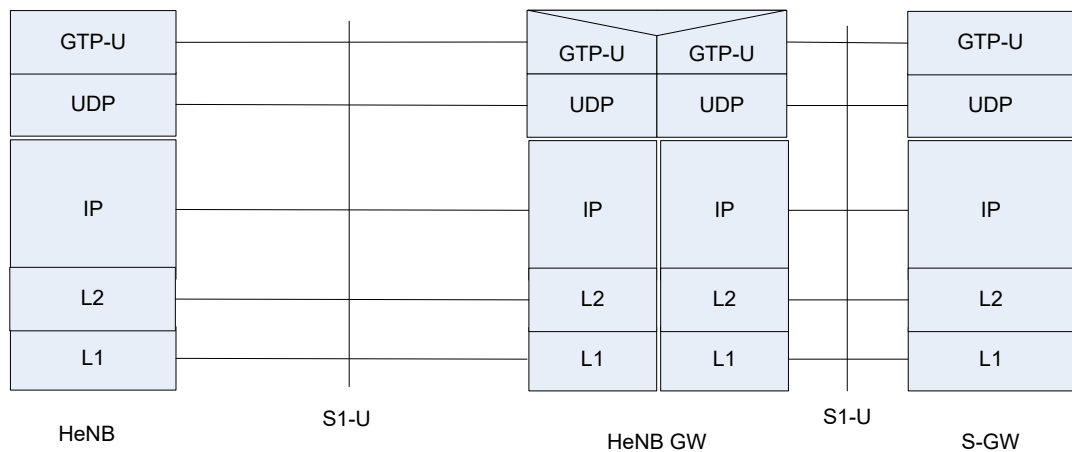 GTP-U
GTP-U
GTP-U
GTP-U
UDP
UDP
UDP
UDP
IP
IP
IP
IP
L2
L2
L2
L2
L1
L1
L1
L1
S1-U
S1-U
HeNB
HeNB GW
S-GW